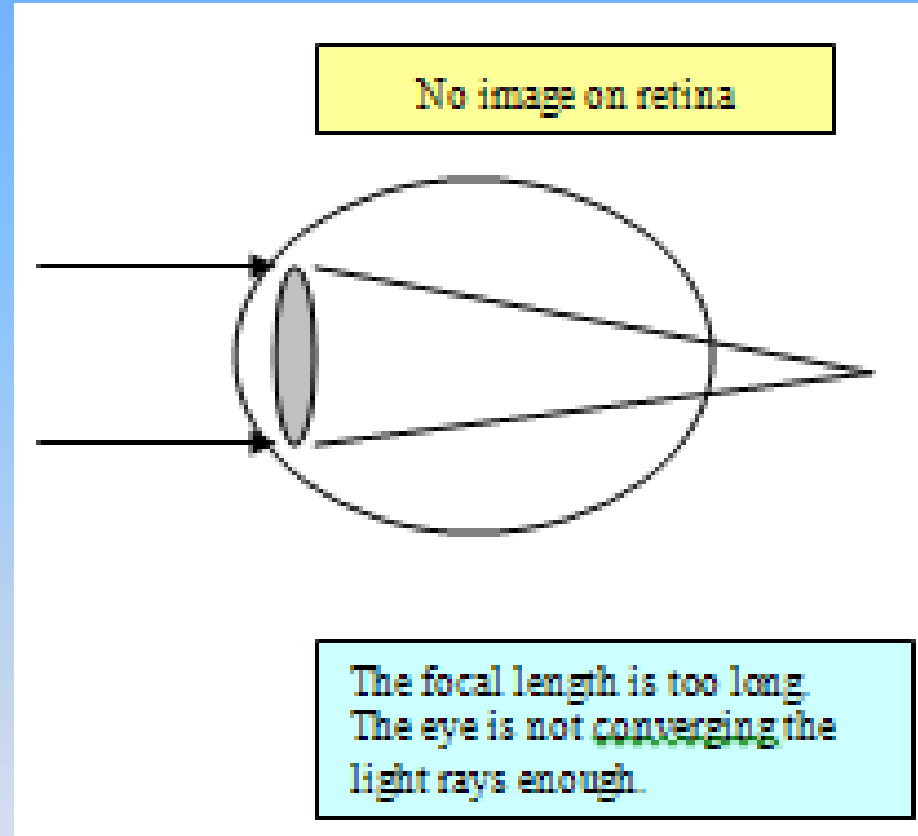 No image on retina
The focal length is too long.
The eye is not converging the
light rays enough.